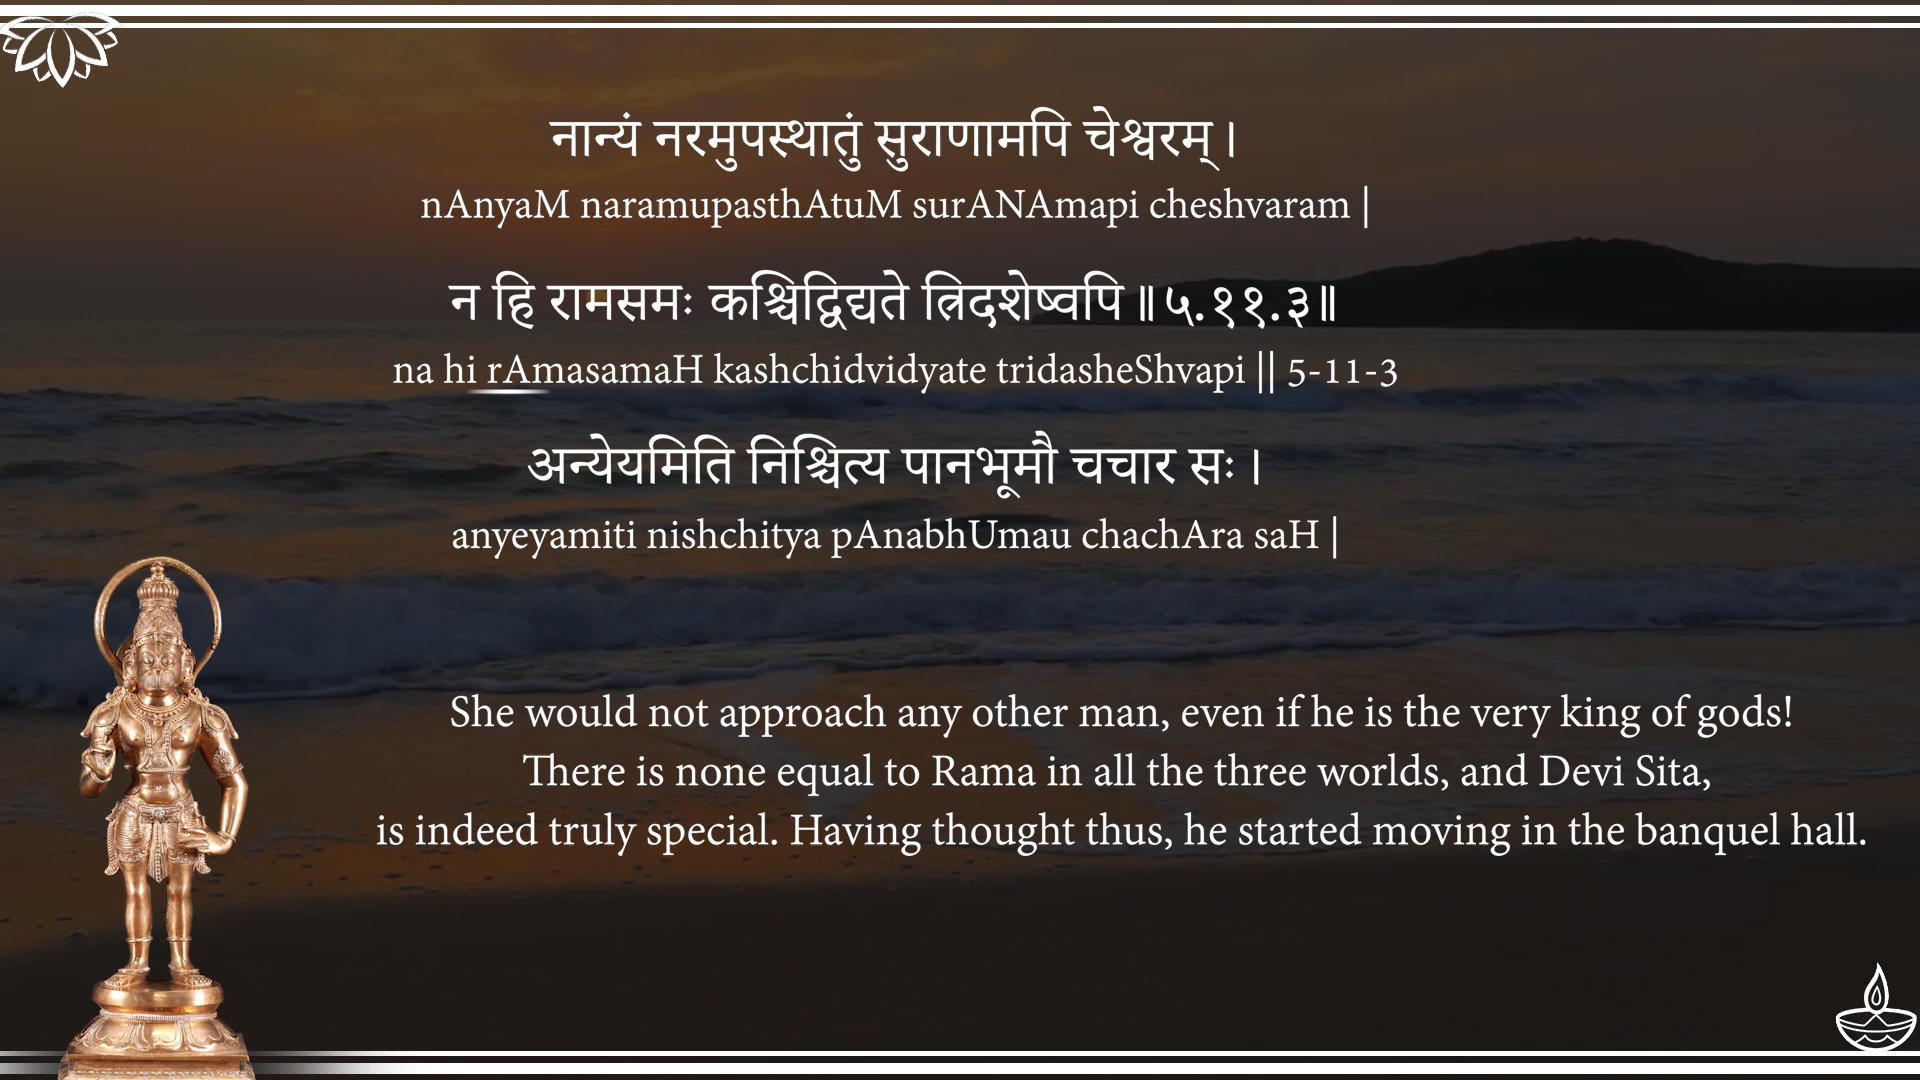 नान्यं नरमुपस्थातुं सुराणामपि चेश्वरम् ।
nAnyaM naramupasthAtuM surANAmapi cheshvaram |
न हि रामसमः कश्चिद्विद्यते त्रिदशेष्वपि ॥ ५.११.३॥
na hi rAmasamaH kashchidvidyate tridasheShvapi || 5-11-3
अन्येयमिति निश्चित्य पानभूमौ चचार सः ।
anyeyamiti nishchitya pAnabhUmau chachAra saH |
She would not approach any other man, even if he is the very king of gods!
There is none equal to Rama in all the three worlds, and Devi Sita,
is indeed truly special. Having thought thus, he started moving in the banquel hall.